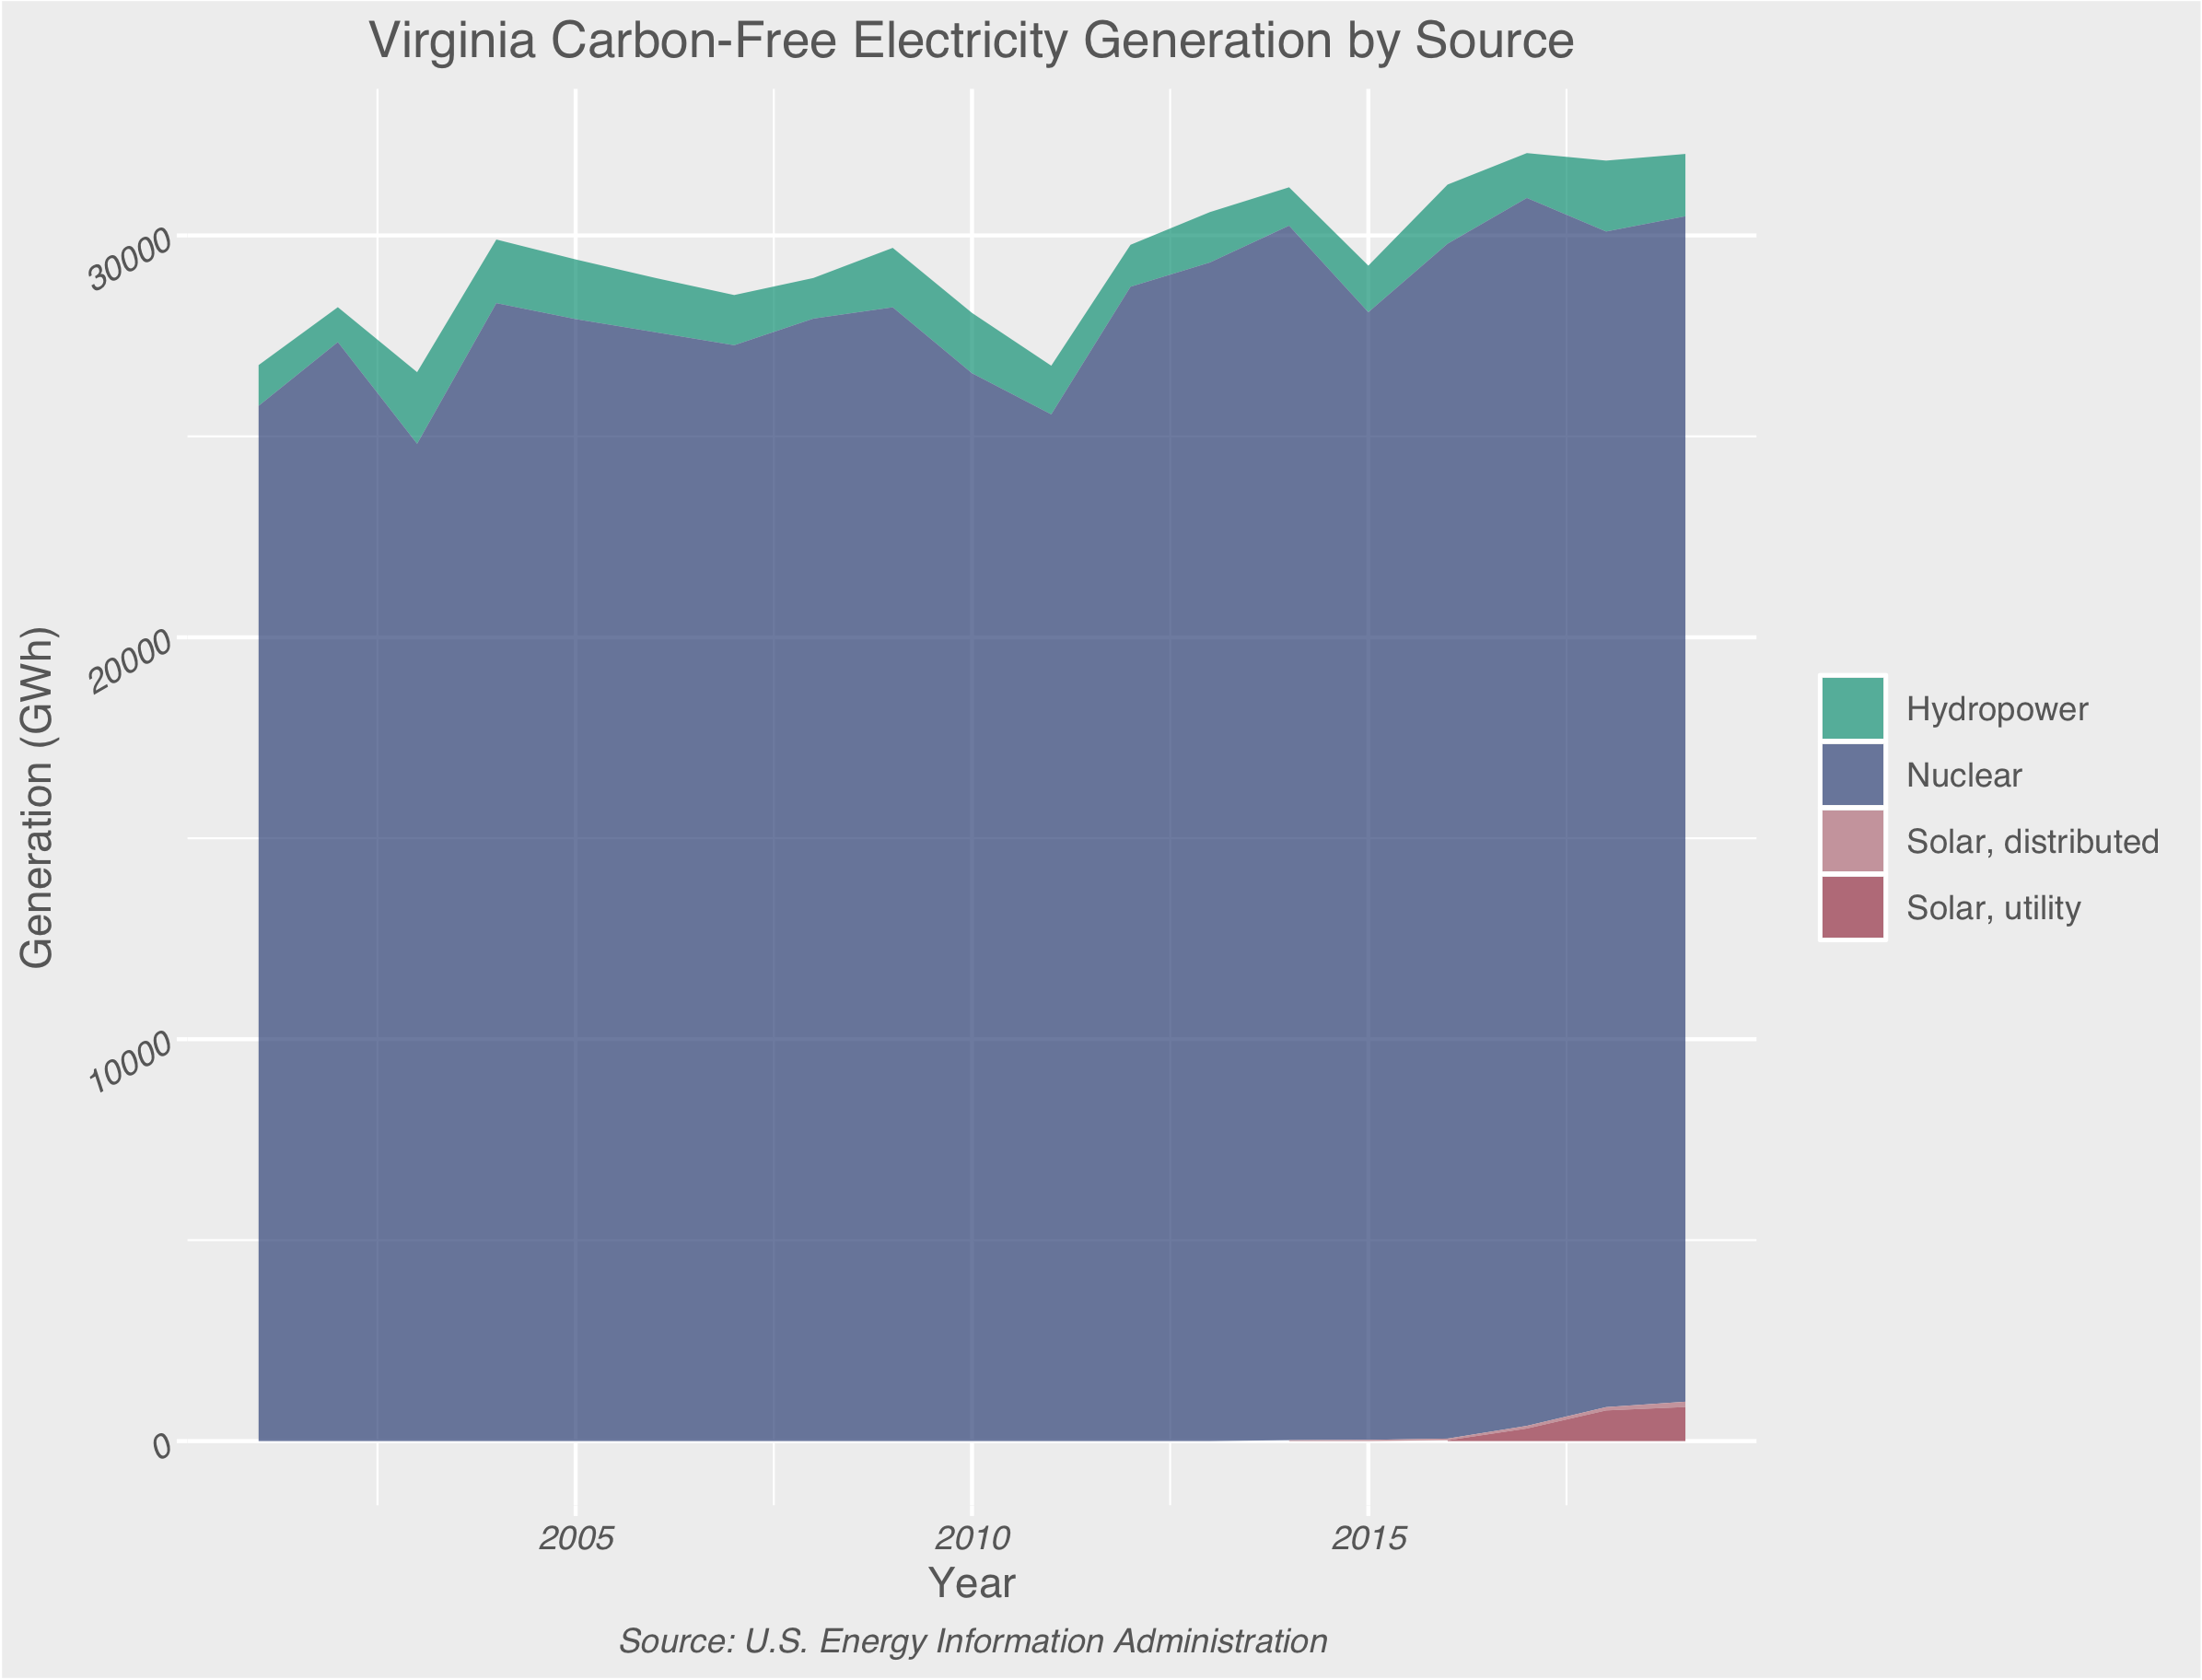 Virginia Carbon-Free Electricity Generation by Source
Generation (GWh)
30000
20000
10000
0
2005 2010 2015
Year
Hydropower
Nuclear
Solar, distributed
Solar, utility
Source: U.S. Energy Information Administration